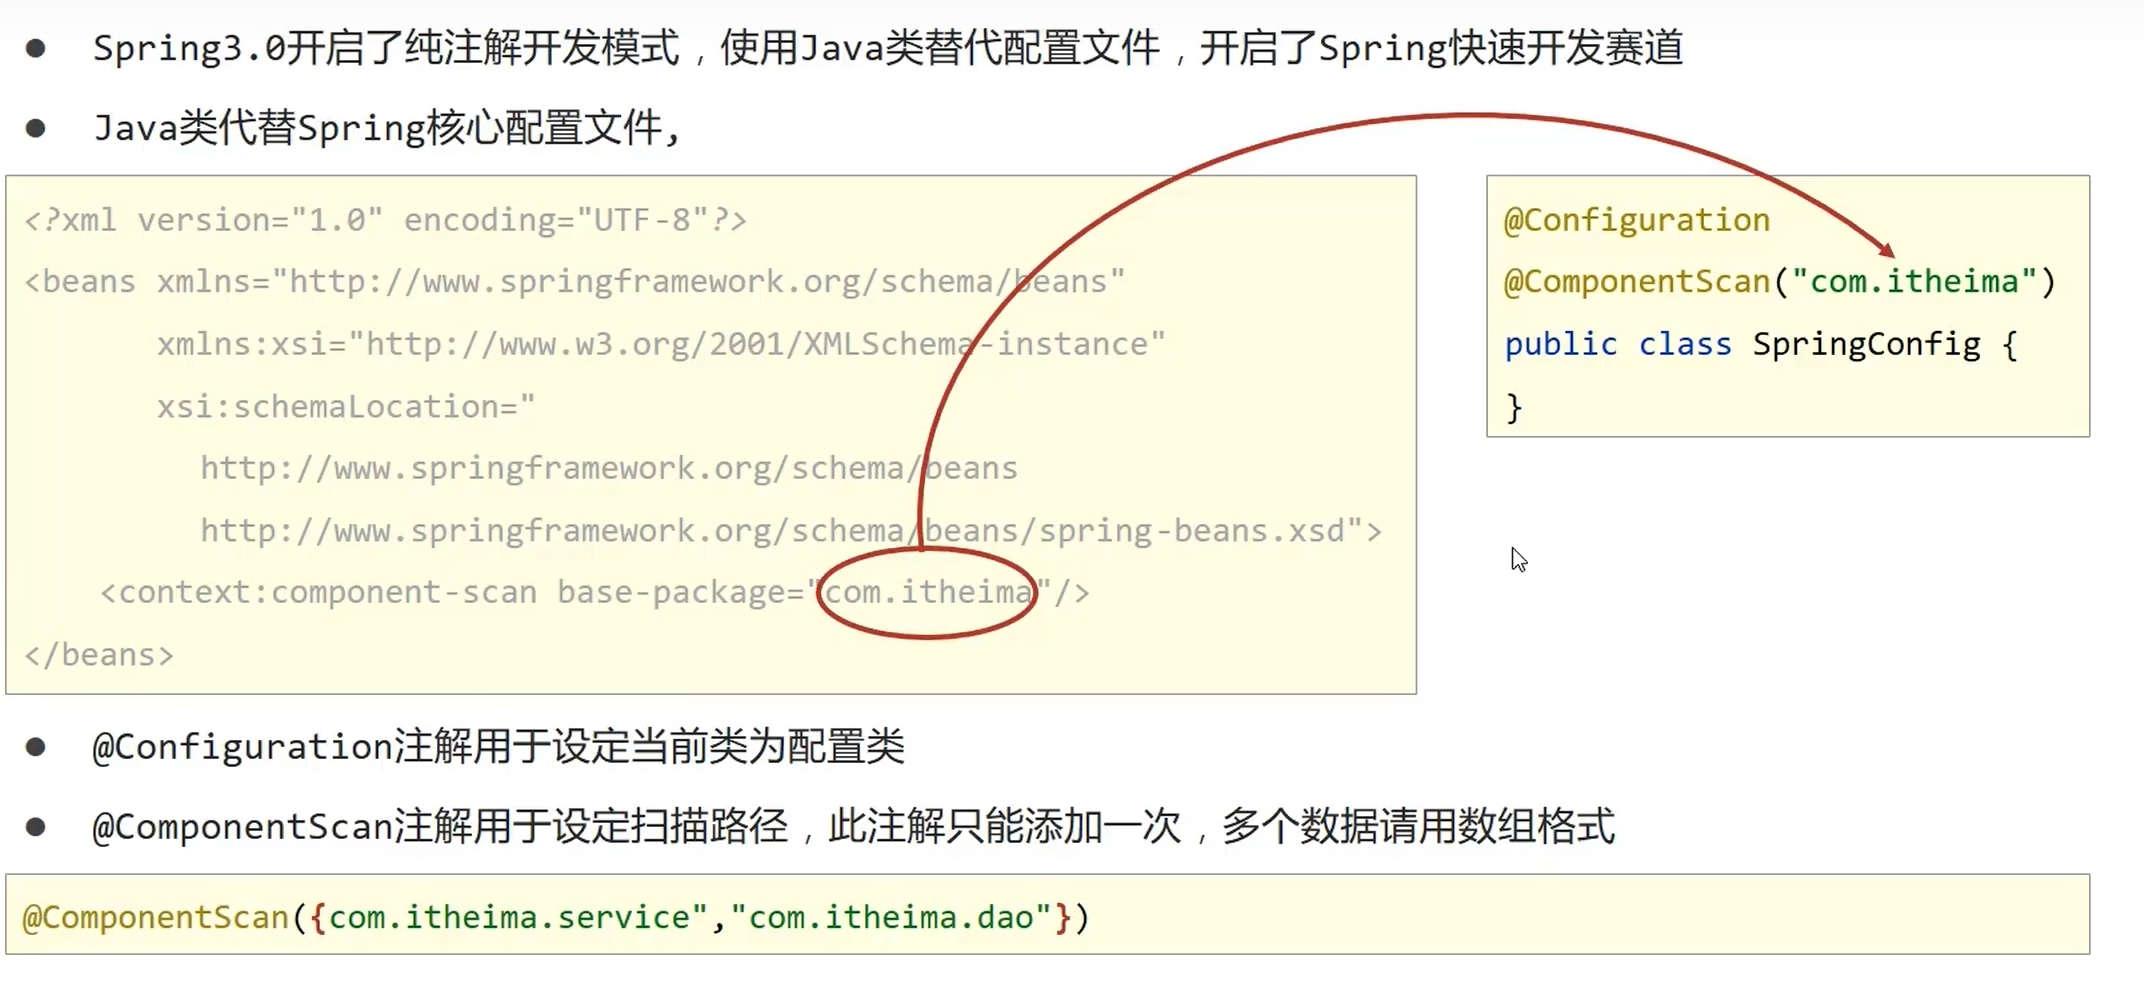 ● Spring3.0开启了纯注解开发模式，使用Java类替代配置文件，开启了Spring快速开发赛道
● Java类代替Spring核心配置文件,
<?xml version="1.0" encoding="UTF-8"?>
<beans xmlns="http://www.springframework.org/schema/beans"
xmlns:xsi="http://www.w3.org/2001/XMLSchema-instance"
xsi:schemaLocation="
http://www.springframework.org/schema/beans
http://www.springframework.org/schema/beans/spring-beans.xsd">
<context:component-scan base-package="com.itheima"/>
</beans>
@Configuration
@ComponentScan("com.itheima")
public class SpringConfig {
}
● @Configuration注解用于设定当前类为配置类
● @ComponentScan注解用于设定扫描路径，此注解只能添加一次，多个数据请用数组格式
@ComponentScan({com.itheima.service","com.itheima.dao"})